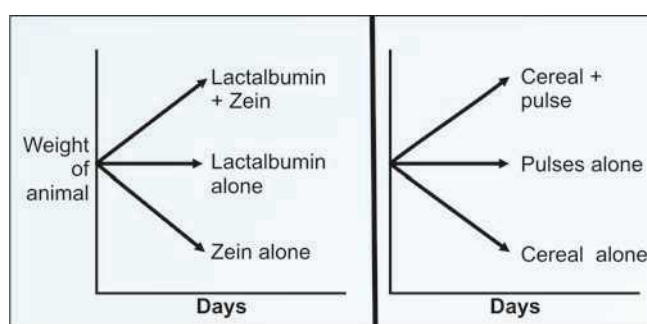 Lactalbumin
+ Zein
Weight
of
animal
Lactalbumin
alone
Zein alone
Days
Cereal +
pulse
Pulses alone
Cereal alone
Days